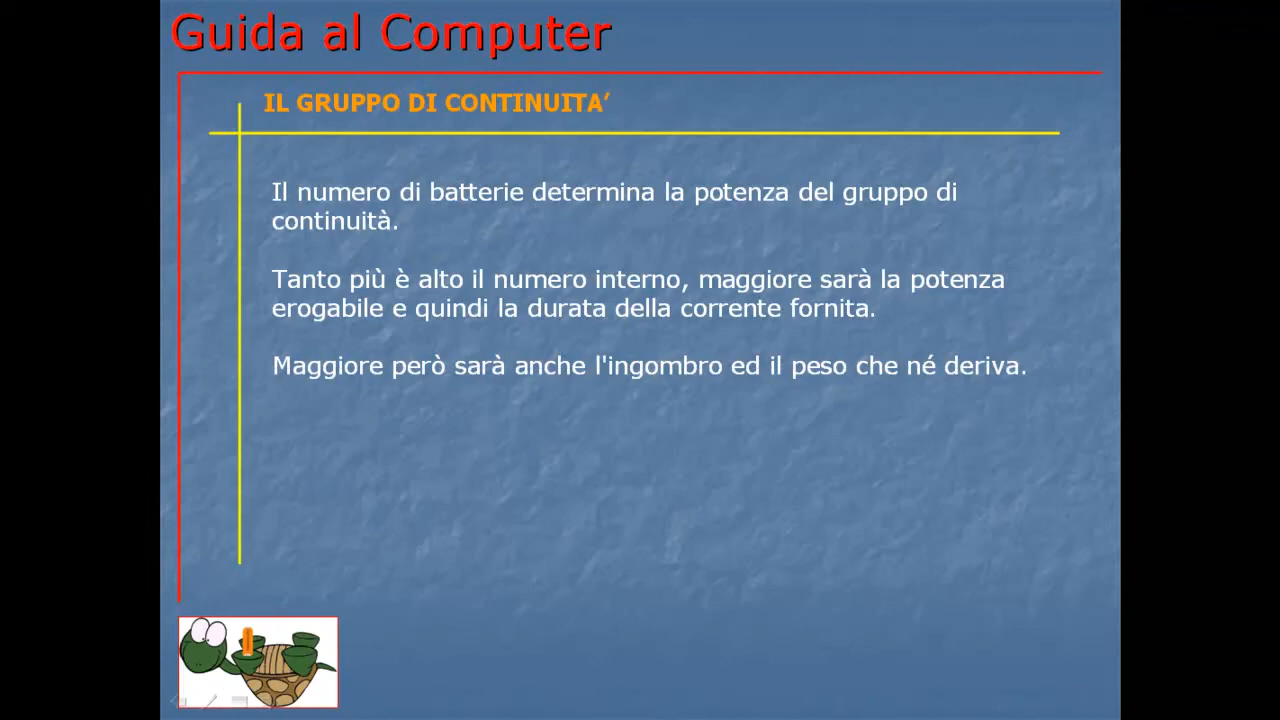 Guida al Computer
IL GRUPPO DI CONTINUITA’
Il numero di batterie determina la potenza del gruppo di
continuità.
Tanto più è alto il numero interno, maggiore sarà la potenza
erogabile e quindi la durata della corrente fornita.
Maggiore però sarà anche l'ingombro ed il peso che né deriva.